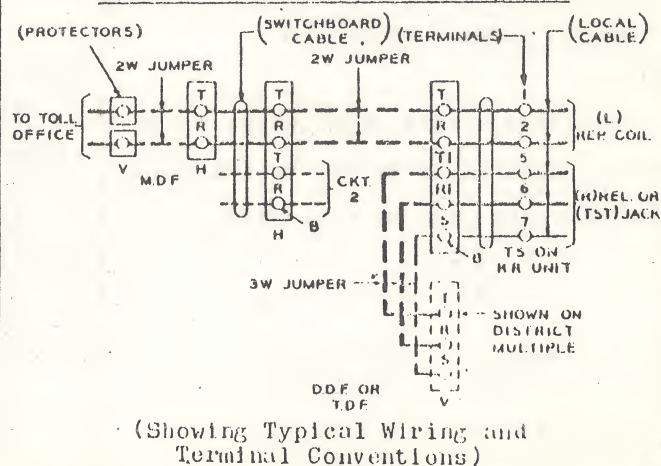 (PROTECTORS)
(SWITCHBOARD CABLE)
(TERMINALS)
(LOCAL CABLE)
2W JUMPER
2W JUMPER
TO TOLL OFFICE
T
T
T
1
R
R
R
2
(L)
REP COIL
V
M.D.F
H
T
R
CKT.
2
T1
R1
S
5
6
7
(R) REL. OR
(TST) JACK
B
H
B
TS ON
UNIT
3W JUMPER
T
R
S
SHOWN ON
DISTRICT
MULTIPLE
D.D.F. OR
T.D.F.
V
(Showing Typical Wiring and
Terminal Conventions)